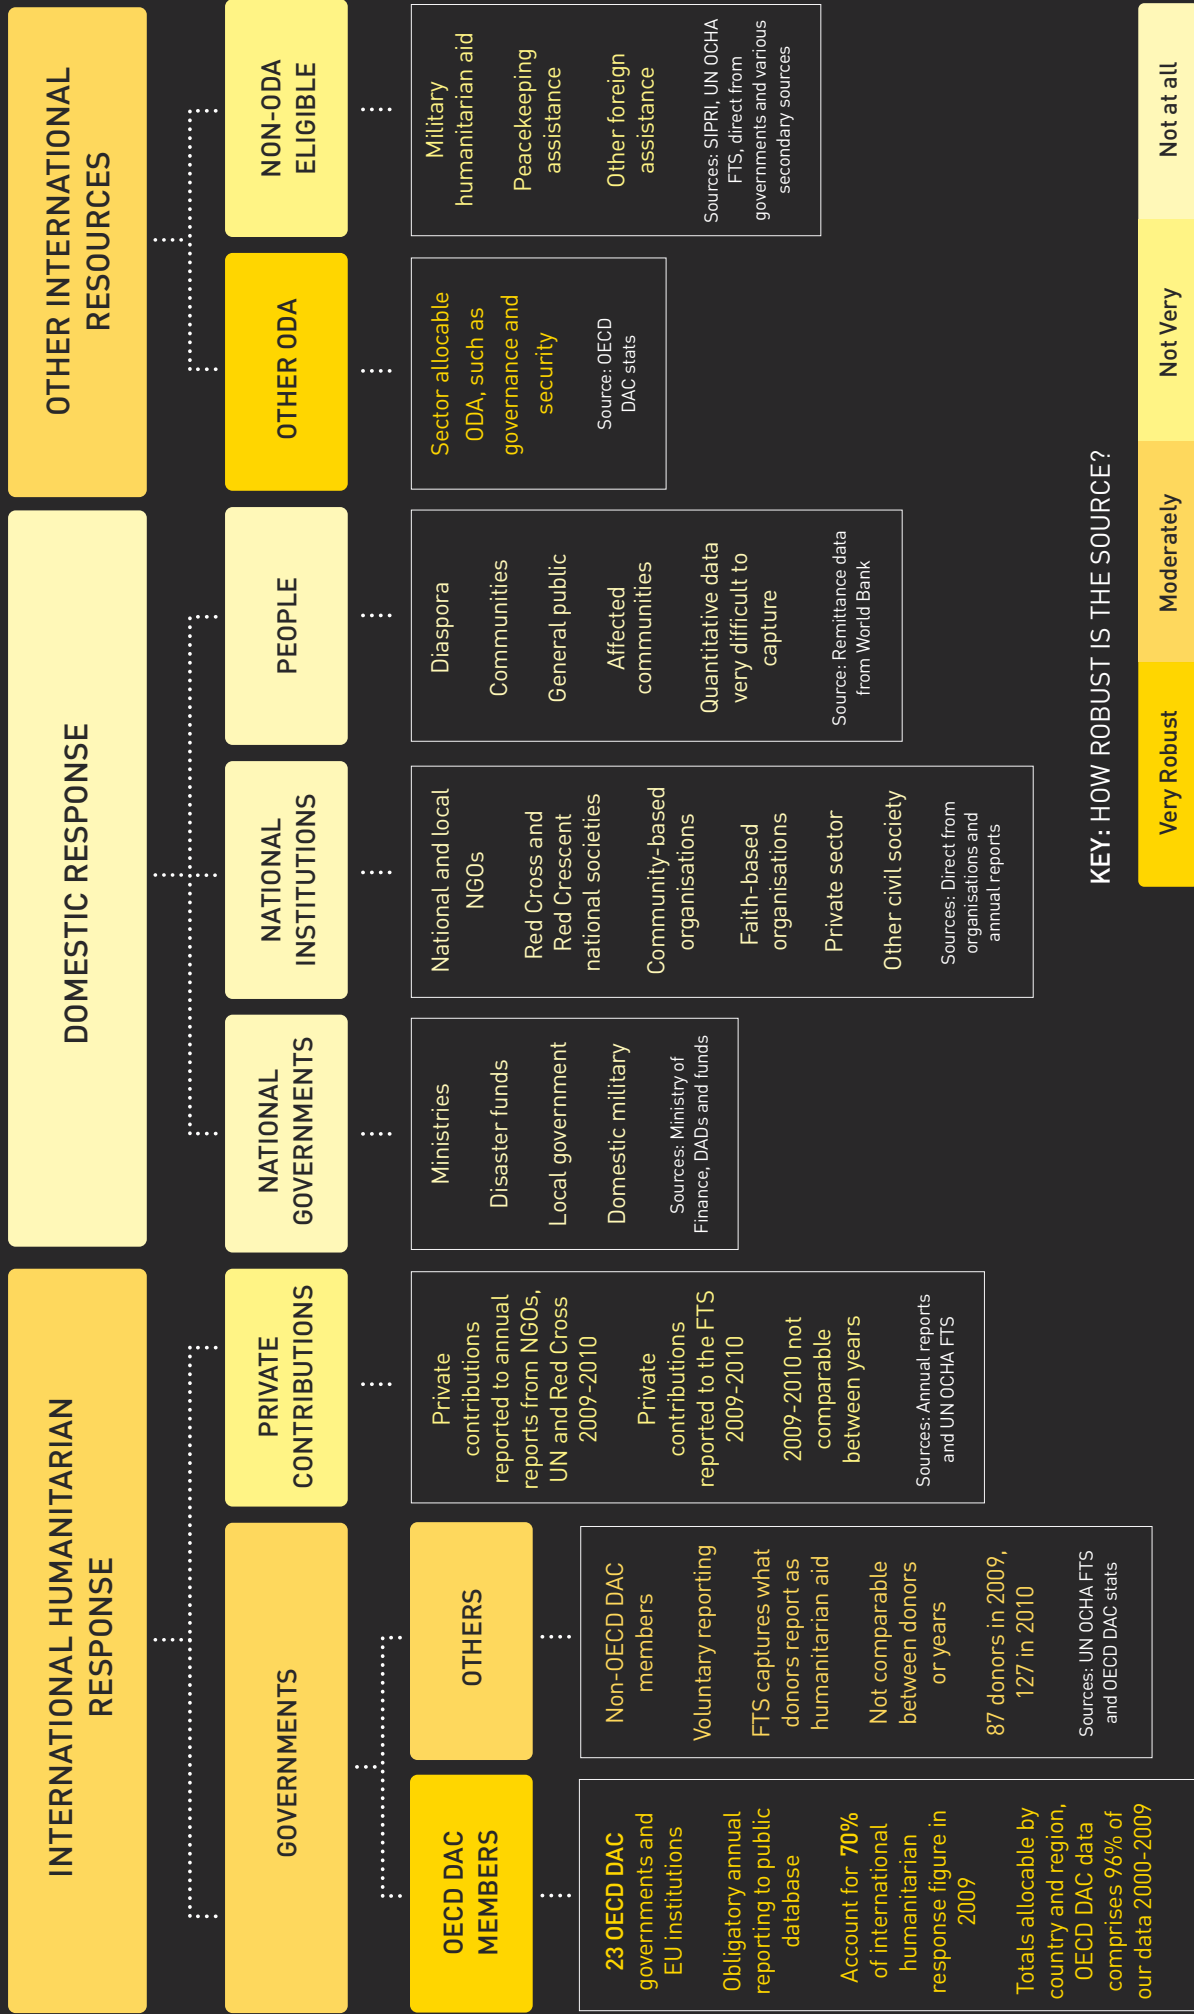 INTERNATIONAL HUMANITARIAN
RESPONSE
GOVERNMENTS
OECD DAC
MEMBERS
23 OECD DAC
governments and
EU institutions
Obligatory annual
reporting to public
database
Account for 70%
of international
humanitarian
response figure in
2009
Totals allocable by
country and region,
OECD DAC data
comprises 96% of
our data 2000-2009
OTHERS
Non-OECD DAC
members
Voluntary reporting
FTS captures what
donors report as
humanitarian aid
Not comparable
between donors
or years
87 donors in 2009,
127 in 2010
Sources: UN OCHA FTS
and OECD DAC stats
PRIVATE
CONTRIBUTIONS
Private
contributions
reported to annual
reports from NGOs,
UN and Red Cross
2009-2010
Private
contributions
reported to the FTS
2009-2010
2009-2010 not
comparable
between years
Sources: Annual reports
and UN OCHA FTS
DOMESTIC RESPONSE
NATIONAL
GOVERNMENTS
Ministries
Disaster funds
Local government
Domestic military
Sources: Ministry of
Finance, DADs and funds
NATIONAL
INSTITUTIONS
National and local
NGOs
Red Cross and
Red Crescent
national societies
Community-based
organisations
Faith-based
organisations
Private sector
Other civil society
Sources: Direct from
organisations and
annual reports
PEOPLE
Diaspora
Communities
General public
Affected
communities
Quantitative data
very difficult to
capture
Source: Remittance data
from World Bank
OTHER INTERNATIONAL
RESOURCES
OTHER ODA
Sector allocable
ODA, such as
governance and
security
Source: OECD
DAC stats
NON-ODA
ELIGIBLE
Military
humanitarian aid
Peacekeeping
assistance
Other foreign
assistance
Sources: SIPRI, UN OCHA
FTS, direct from
governments and various
secondary sources
KEY: HOW ROBUST IS THE SOURCE?
Very Robust
Moderately
Not Very
Not at all